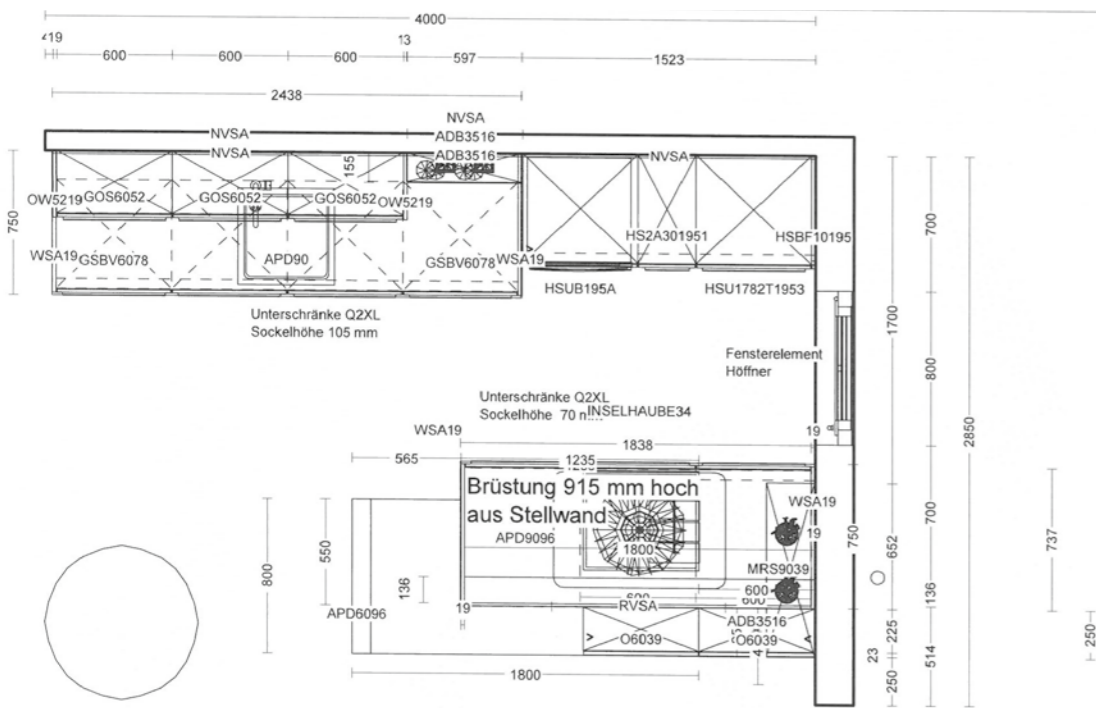 4000
19
13
600
600
600
597
1523
2438
NVSA
NVSA
ADB3516
NVSA
ADB3516
NVSA
155
OW5219
GOS6052
GOS6052
GOS6052
OW5219
750
700
HS2A301951
HSBF10195
WSA19
GSBV6078
APD90
GSBV6078
WSA19
HSUB195A
HSU1782T1953
Unterschränke Q2XL
Sockelhöhe 105 mm
1700
Fensterelement
Höffner
800
Unterschränke Q2XL
Sockelhöhe 70
INSELHAUBE34
WSA19
19
2850
1838
565
1235
Brüstung 915 mm hoch
aus Stellwand
WSA19
APD9096
19
750
652
700
737
1800
550
800
136
MRS9039
600
600
600
136
APD6096
19
RVSA
ADB3516
O6039
O6039
225
250
23
514
1800
250